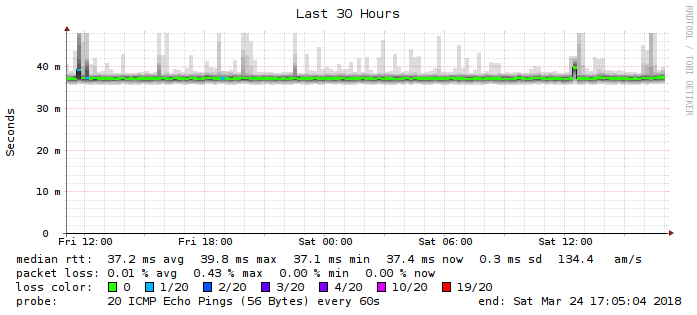 Last 30 Hours
RRDTOOL / TOBI OETIKER
Seconds
40 m
30 m
20 m
10 m
0
Fri 12:00 Fri 18:00 Sat 00:00 Sat 06:00 Sat 12:00
median rtt: 37.2 ms avg 39.8 ms max 37.1 ms min 37.4 ms now 0.3 ms sd 134.4 am/s
packet loss: 0.01 % avg 0.43 % max 0.00 % min 0.00 % now
loss color: 0 1/20 2/20 3/20 4/20 10/20 19/20
probe: 20 ICMP Echo Pings (56 Bytes) every 60s end: Sat Mar 24 17:05:04 2018